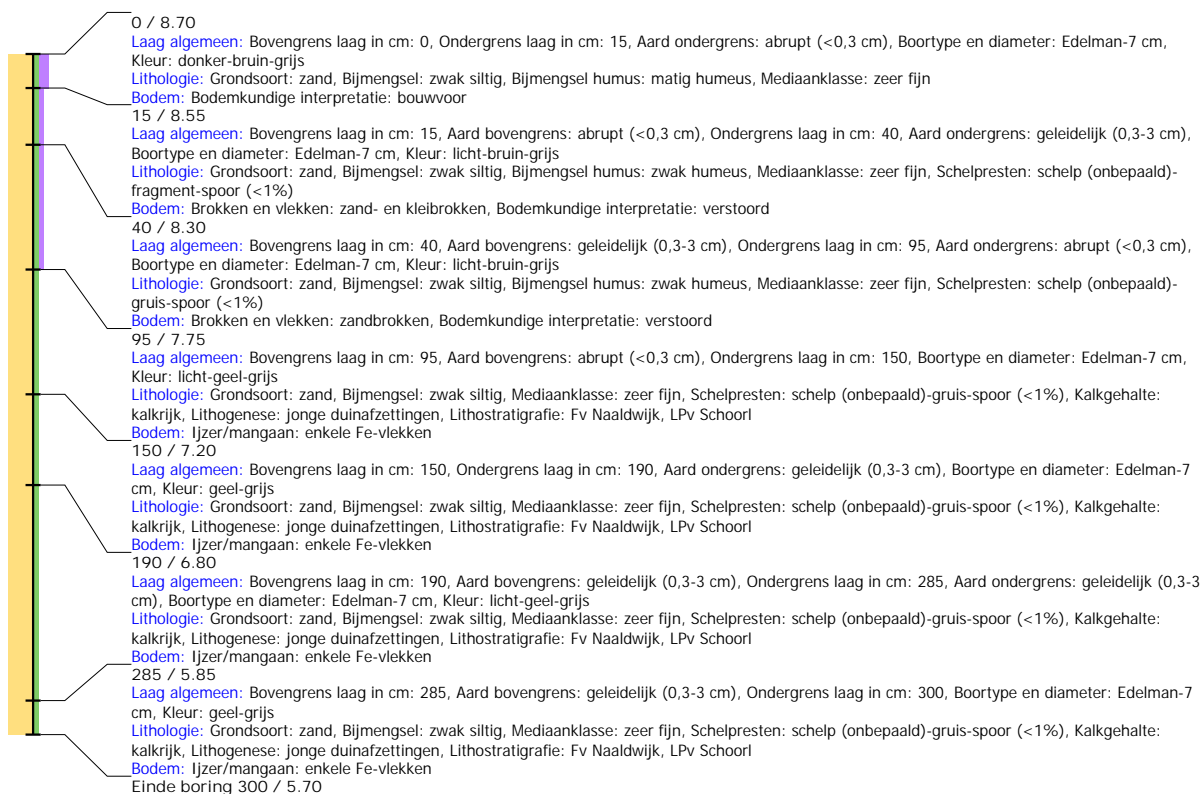 0 / 8.70
Laag algemeen: Bovengrens laag in cm: 0, Ondergrens laag in cm: 15, Aard ondergrens: abrupt (<0,3 cm), Boortype en diameter: Edelman-7 cm,
Kleur: donker-bruin-grijs
Lithologie: Grondsoort: zand, Bijmengsel: zwak siltig, Bijmengsel humus: matig humeus, Mediaanklasse: zeer fijn
Bodem: Bodemkundige interpretatie: bouwvoor
15 / 8.55
Laag algemeen: Bovengrens laag in cm: 15, Aard bovengrens: abrupt (<0,3 cm), Ondergrens laag in cm: 40, Aard ondergrens: geleidelijk (0,3-3 cm),
Boortype en diameter: Edelman-7 cm, Kleur: licht-bruin-grijs
Lithologie: Grondsoort: zand, Bijmengsel: zwak siltig, Bijmengsel humus: zwak humeus, Mediaanklasse: zeer fijn, Schelpresten: schelp (onbepaald)-
fragment-spoor (<1%)
Bodem: Brokken en vlekken: zand- en kleibrokken, Bodemkundige interpretatie: verstoord
40 / 8.30
Laag algemeen: Bovengrens laag in cm: 40, Aard bovengrens: geleidelijk (0,3-3 cm), Ondergrens laag in cm: 95, Aard ondergrens: abrupt (<0,3 cm),
Boortype en diameter: Edelman-7 cm, Kleur: licht-bruin-grijs
Lithologie: Grondsoort: zand, Bijmengsel: zwak siltig, Bijmengsel humus: zwak humeus, Mediaanklasse: zeer fijn, Schelpresten: schelp (onbepaald)-
gruis-spoor (<1%)
Bodem: Brokken en vlekken: zandbrokken, Bodemkundige interpretatie: verstoord
95 / 7.75
Laag algemeen: Bovengrens laag in cm: 95, Aard bovengrens: abrupt (<0,3 cm), Ondergrens laag in cm: 150, Boortype en diameter: Edelman-7 cm,
Kleur: licht-geel-grijs
Lithologie: Grondsoort: zand, Bijmengsel: zwak siltig, Mediaanklasse: zeer fijn, Schelpresten: schelp (onbepaald)-gruis-spoor (<1%), Kalkgehalte:
kalkrijk, Lithogenese: jonge duinafzettingen, Lithostratigrafie: Fv Naaldwijk, LPv Schoorl
Bodem: Ijzer/mangaan: enkele Fe-vlekken
150 / 7.20
Laag algemeen: Bovengrens laag in cm: 150, Ondergrens laag in cm: 190, Aard ondergrens: geleidelijk (0,3-3 cm), Boortype en diameter: Edelman-7
cm, Kleur: geel-grijs
Lithologie: Grondsoort: zand, Bijmengsel: zwak siltig, Mediaanklasse: zeer fijn, Schelpresten: schelp (onbepaald)-gruis-spoor (<1%), Kalkgehalte:
kalkrijk, Lithogenese: jonge duinafzettingen, Lithostratigrafie: Fv Naaldwijk, LPv Schoorl
Bodem: Ijzer/mangaan: enkele Fe-vlekken
190 / 6.80
Laag algemeen: Bovengrens laag in cm: 190, Aard bovengrens: geleidelijk (0,3-3 cm), Ondergrens laag in cm: 285, Aard ondergrens: geleidelijk (0,3-3
cm), Boortype en diameter: Edelman-7 cm, Kleur: licht-geel-grijs
Lithologie: Grondsoort: zand, Bijmengsel: zwak siltig, Mediaanklasse: zeer fijn, Schelpresten: schelp (onbepaald)-gruis-spoor (<1%), Kalkgehalte:
kalkrijk, Lithogenese: jonge duinafzettingen, Lithostratigrafie: Fv Naaldwijk, LPv Schoorl
Bodem: Ijzer/mangaan: enkele Fe-vlekken
285 / 5.85
Laag algemeen: Bovengrens laag in cm: 285, Aard bovengrens: geleidelijk (0,3-3 cm), Ondergrens laag in cm: 300, Boortype en diameter: Edelman-7
cm, Kleur: geel-grijs
Lithologie: Grondsoort: zand, Bijmengsel: zwak siltig, Mediaanklasse: zeer fijn, Schelpresten: schelp (onbepaald)-gruis-spoor (<1%), Kalkgehalte:
kalkrijk, Lithogenese: jonge duinafzettingen, Lithostratigrafie: Fv Naaldwijk, LPv Schoorl
Bodem: Ijzer/mangaan: enkele Fe-vlekken
Einde boring 300 / 5.70